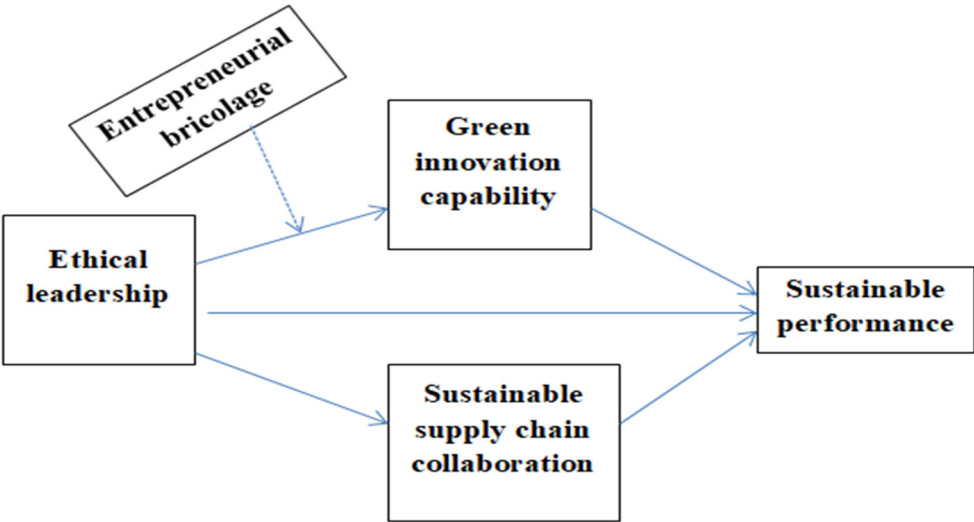 Entrepreneurial
bricolage
Green
innovation
capability
Ethical
leadership
Sustainable
performance
Sustainable
supply chain
collaboration